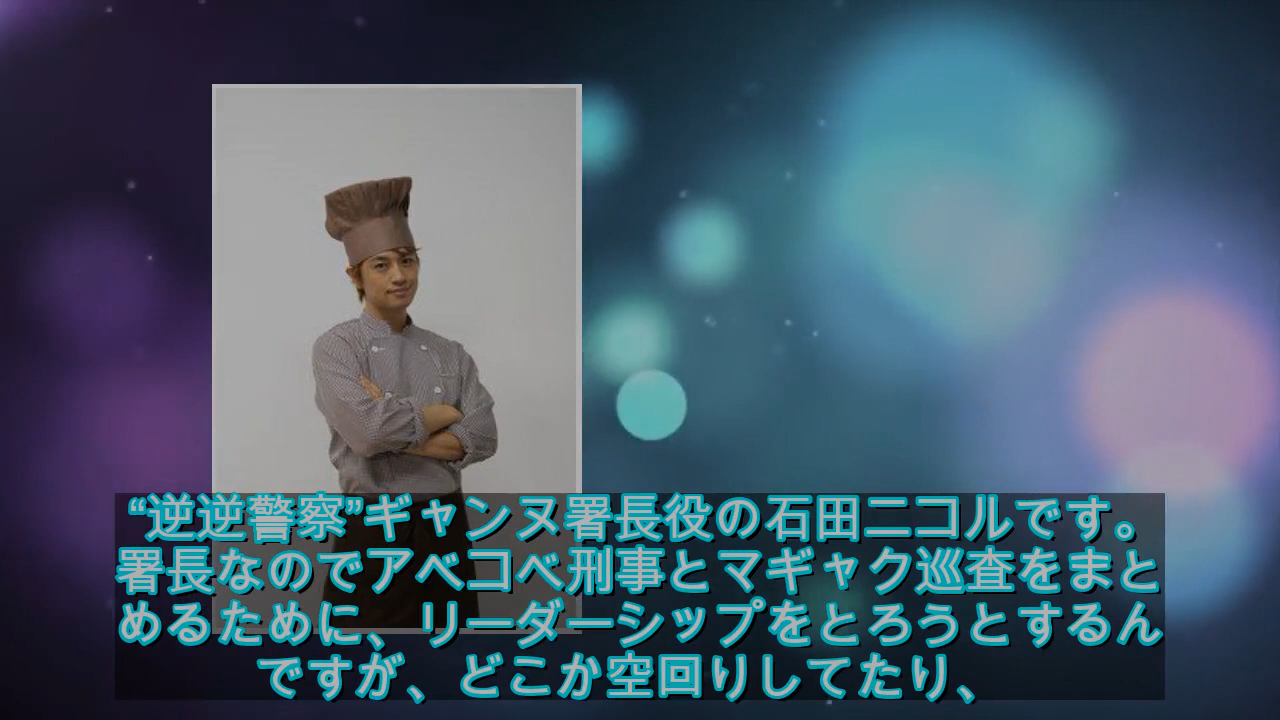 “逆逆警察”ギャンヌ署長役の石田ニコルです。
署長なのでアベコベ刑事とマギャク巡査をまと
めるために、リーダーシップをとろうとするん
ですが、どこか空回りしてたり、